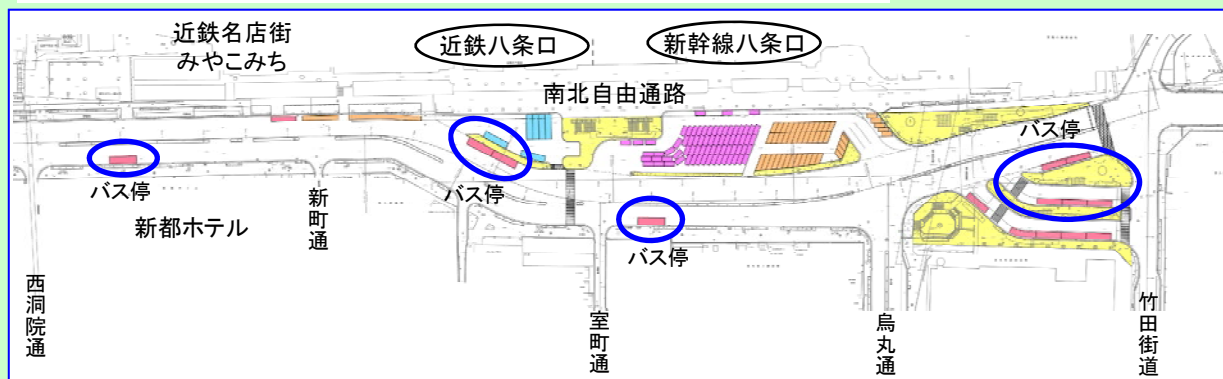 近鉄名店街
みやこみち
近鉄八条口
新幹線八条口
南北自由通路
バス停
バス停
バス停
バス停
新都ホテル
西洞院通
新町通
室町通
烏丸通
竹田街道